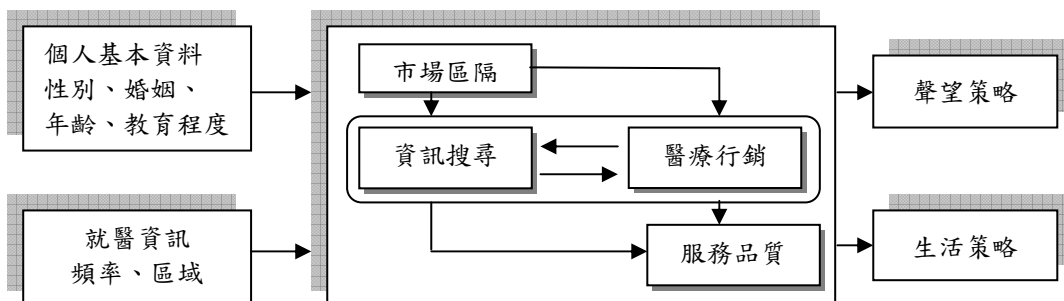 個人基本資料
性別、婚姻、
年齡、教育程度
就醫資訊
頻率、區域
市場區隔
資訊搜尋
醫療行銷
服務品質
聲望策略
生活策略